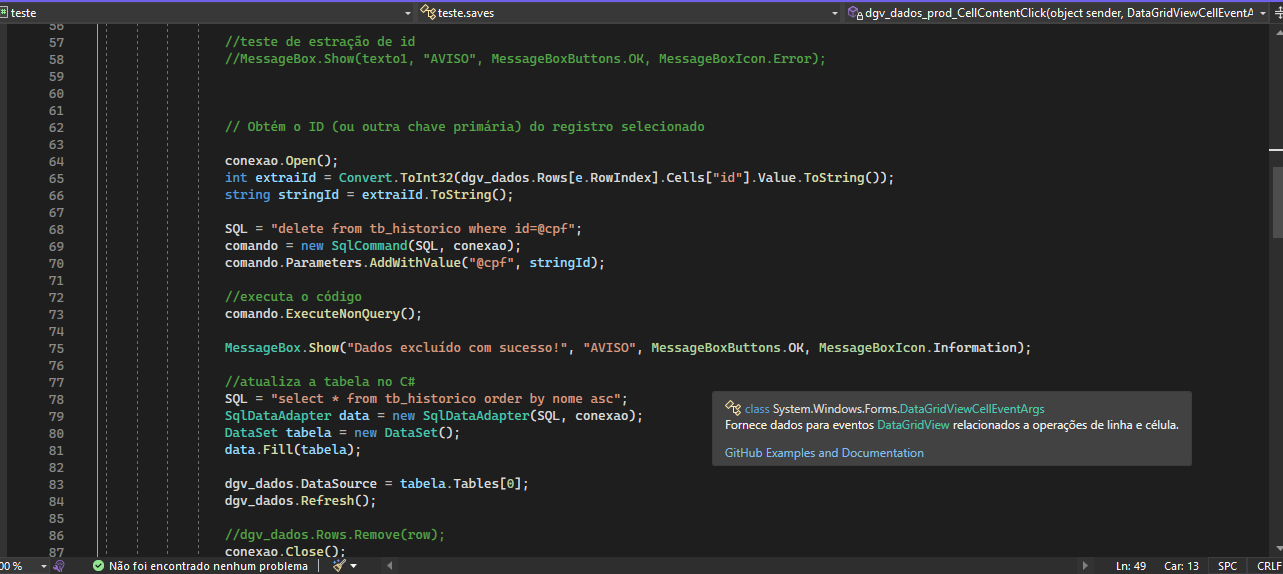 teste
teste.saves
dgv_dados_prod_CellContentClick(object sender, DataGridViewCellEventA
56
57 //teste de estração de id
58 //MessageBox.Show(texto1, "AVISO", MessageBoxButtons.OK, MessageBoxIcon.Error);
59
60
61
62 // Obtém o ID (ou outra chave primária) do registro selecionado
63
64 conexao.Open();
65 int extraiId = Convert.ToInt32(dgv_dados.Rows[e.RowIndex].Cells["id"].Value.ToString());
66 string stringId = extraiId.ToString();
67
68 SQL = "delete from tb_historico where id=@cpf";
69 comando = new SqlCommand(SQL, conexao);
70 comando.Parameters.AddWithValue("@cpf", stringId);
71
72 //executa o código
73 comando.ExecuteNonQuery();
74
75 MessageBox.Show("Dados excluído com sucesso!", "AVISO", MessageBoxButtons.OK, MessageBoxIcon.Information);
76
77 //atualiza a tabela no C#
78 SQL = "select * from tb_historico order by nome asc";
79 SqlDataAdapter data = new SqlDataAdapter(SQL, conexao);
80 DataSet tabela = new DataSet();
81 data.Fill(tabela);
82
83 dgv_dados.DataSource = tabela.Tables[0];
84 dgv_dados.Refresh();
85
86 //dgv_dados.Rows.Remove(row);
87 conexao.Close();
class System.Windows.Forms.DataGridViewCellEventArgs
Fornece dados para eventos DataGridView relacionados a operações de linha e célula.
GitHub Examples and Documentation
00 % Não foi encontrado nenhum problema Ln: 49 Car: 13 SPC CRLF